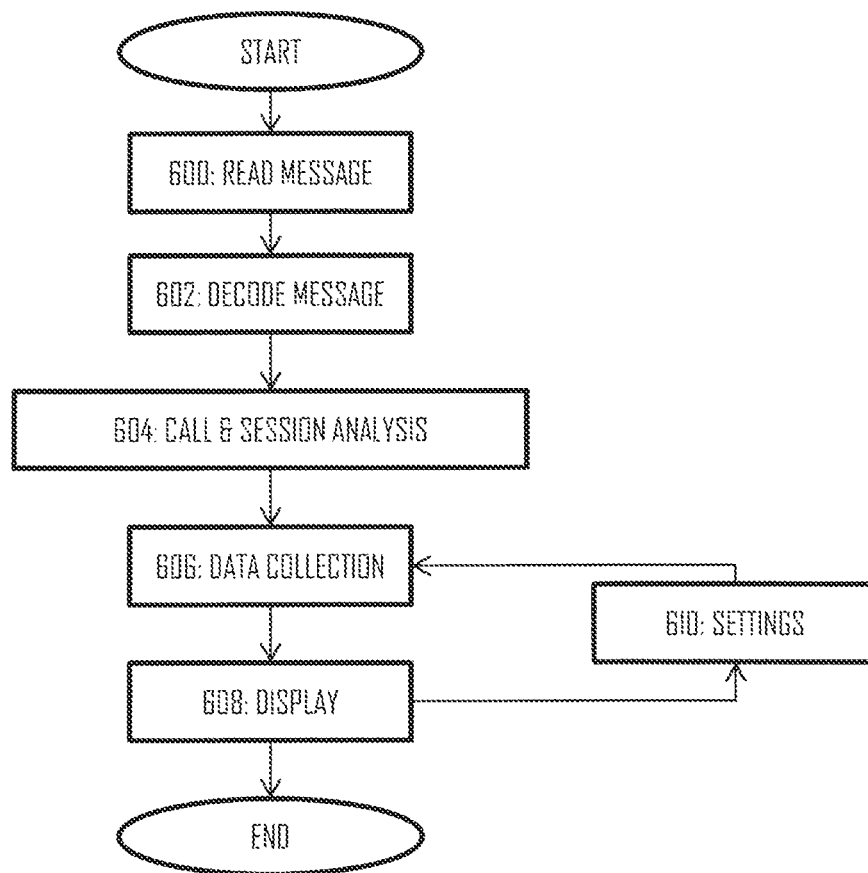 START
600: READ MESSAGE
602: DECODE MESSAGE
604: CALL & SESSION ANALYSIS
606: DATA COLLECTION
610: SETTINGS
608: DISPLAY
END